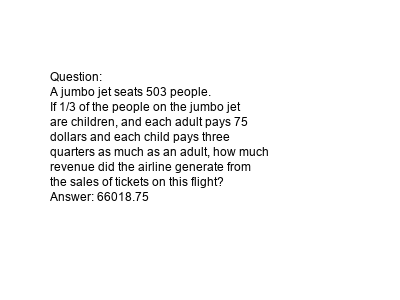 Question:
A jumbo jet seats 503 people.
If 1/3 of the people on the jumbo jet
are children, and each adult pays 75
dollars and each child pays three
quarters as much as an adult, how much
revenue did the airline generate from
the sales of tickets on this flight?
Answer: 66018.75